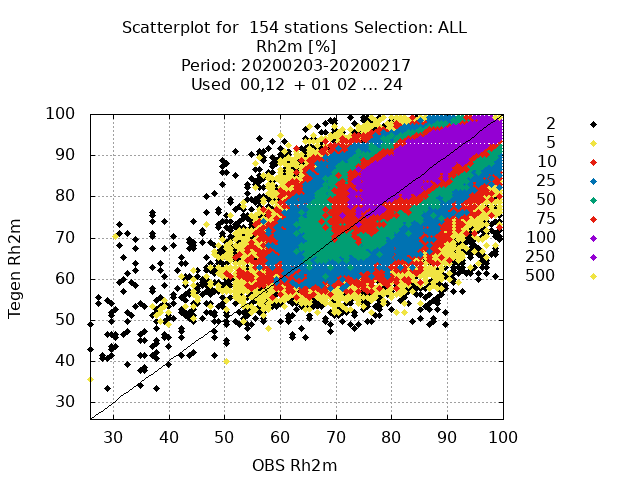 Scatterplot for  154 stations Selection: ALL
Rh2m [%]
Period: 20200203-20200217
Used  00,12  + 01 02 ... 24
100
90
80
70
60
50
40
30
Tegen Rh2m
30 40 50 60 70 80 90 100
OBS Rh2m
2
5
10
25
50
75
100
250
500